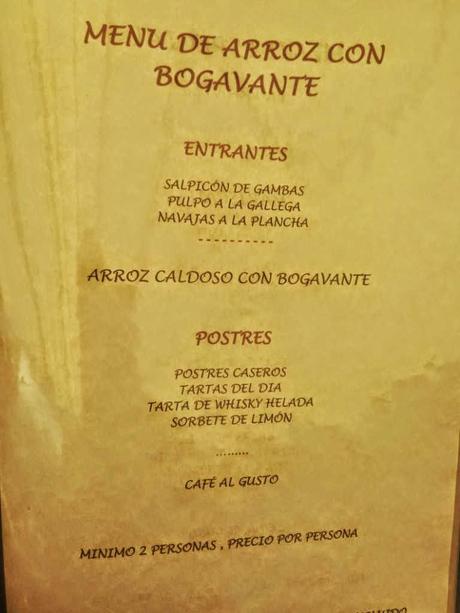 MENU DE ARROZ CON
BOGAVANTE
ENTRANTES
SALPICÓN DE GAMBAS
PULPO A LA GALLEGA
NAVAJAS A LA PLANCHA
----------
ARROZ CALDOSO CON BOGAVANTE
POSTRES
POSTRES CASEROS
TARTAS DEL DIA
TARTA DE WHISKY HELADA
SORBETE DE LIMÓN
.........
CAFÉ AL GUSTO
MINIMO 2 PERSONAS , PRECIO POR PERSONA